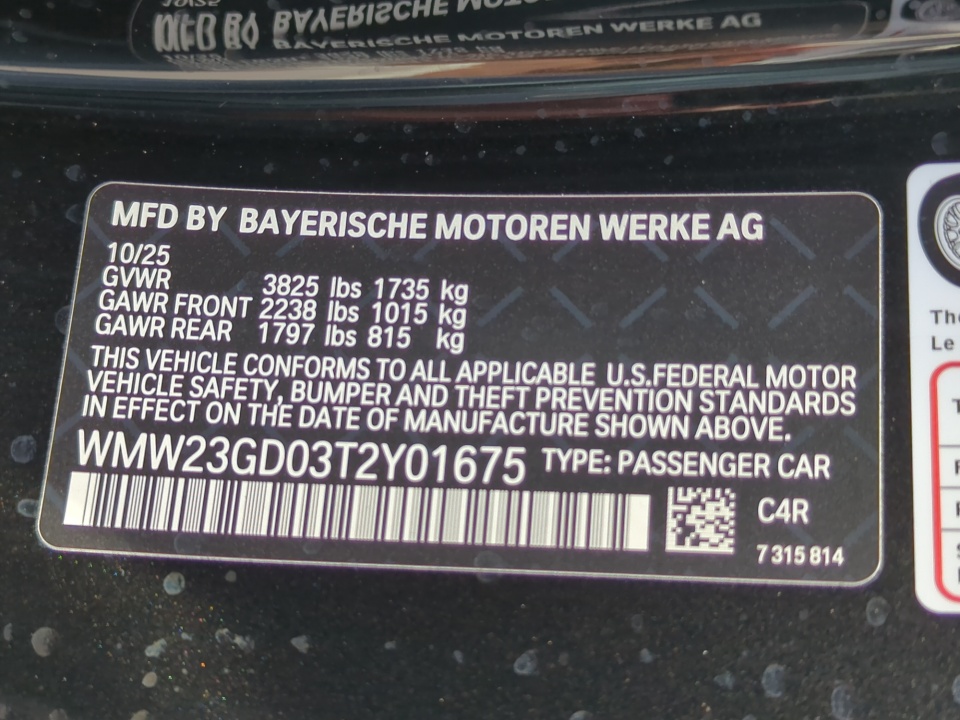 MFD BY BAYERISCHE MOTOREN WERKE AG
10/25
GVWR 3825 lbs 1735 kg
GAWR FRONT 2238 lbs 1015 kg
GAWR REAR 1797 lbs 815 kg
THIS VEHICLE CONFORMS TO ALL APPLICABLE U.S.FEDERAL MOTOR
VEHICLE SAFETY, BUMPER AND THEFT PREVENTION STANDARDS
IN EFFECT ON THE DATE OF MANUFACTURE SHOWN ABOVE.
WMW23GD03T2Y01675 TYPE: PASSENGER CAR
C4R
7 315 814
Le